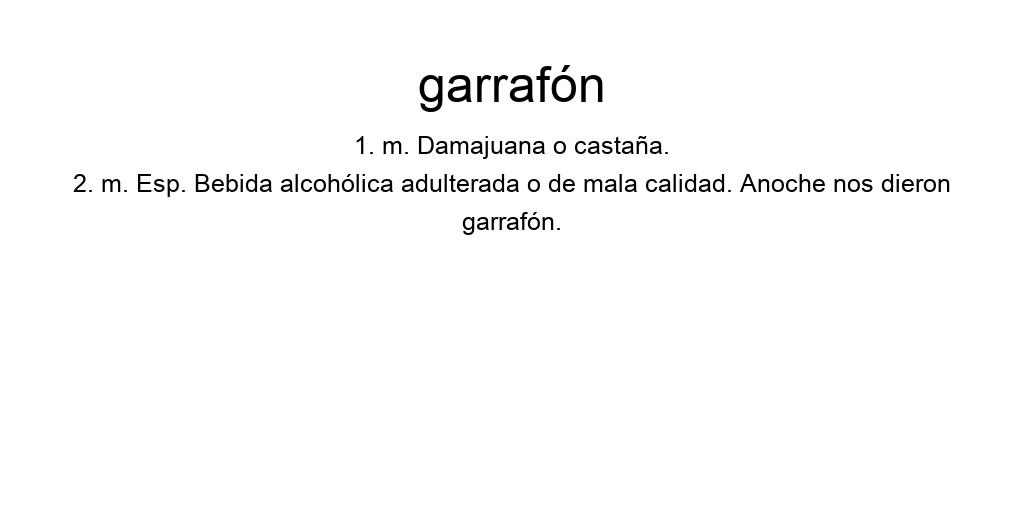 garrafón
1. m. Damajuana o castaña.
2. m. Esp. Bebida alcohólica adulterada o de mala calidad. Anoche nos dieron
garrafón.